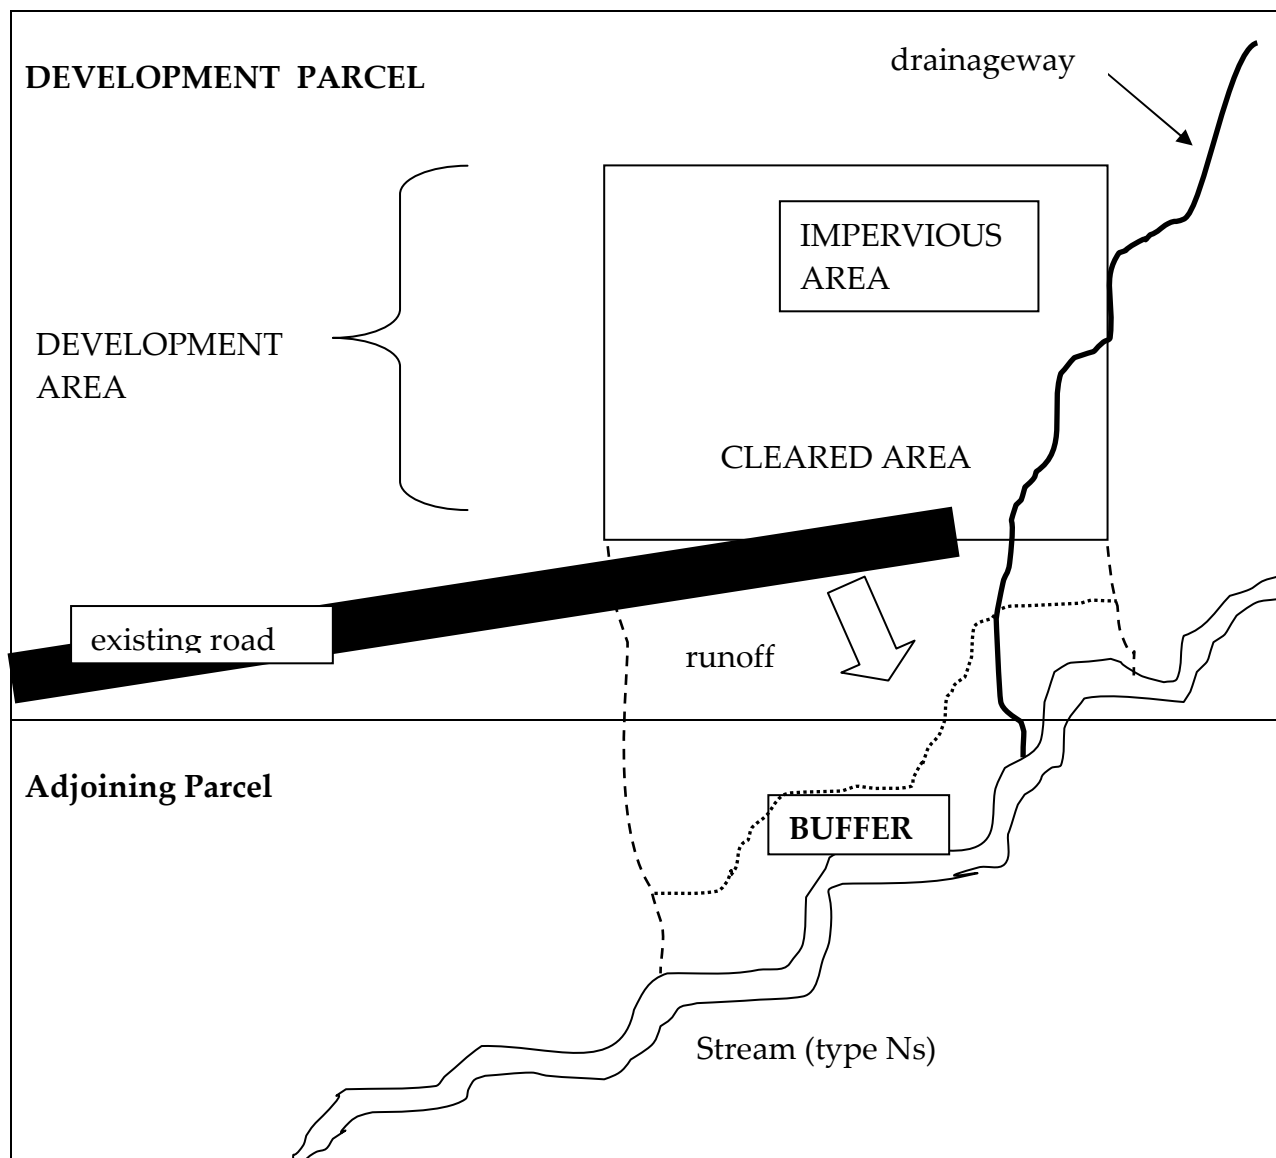 DEVELOPMENT PARCEL
drainageway
IMPERVIOUS
AREA
DEVELOPMENT
AREA
CLEARED AREA
existing road
runoff
Adjoining Parcel
BUFFER
Stream (type Ns)